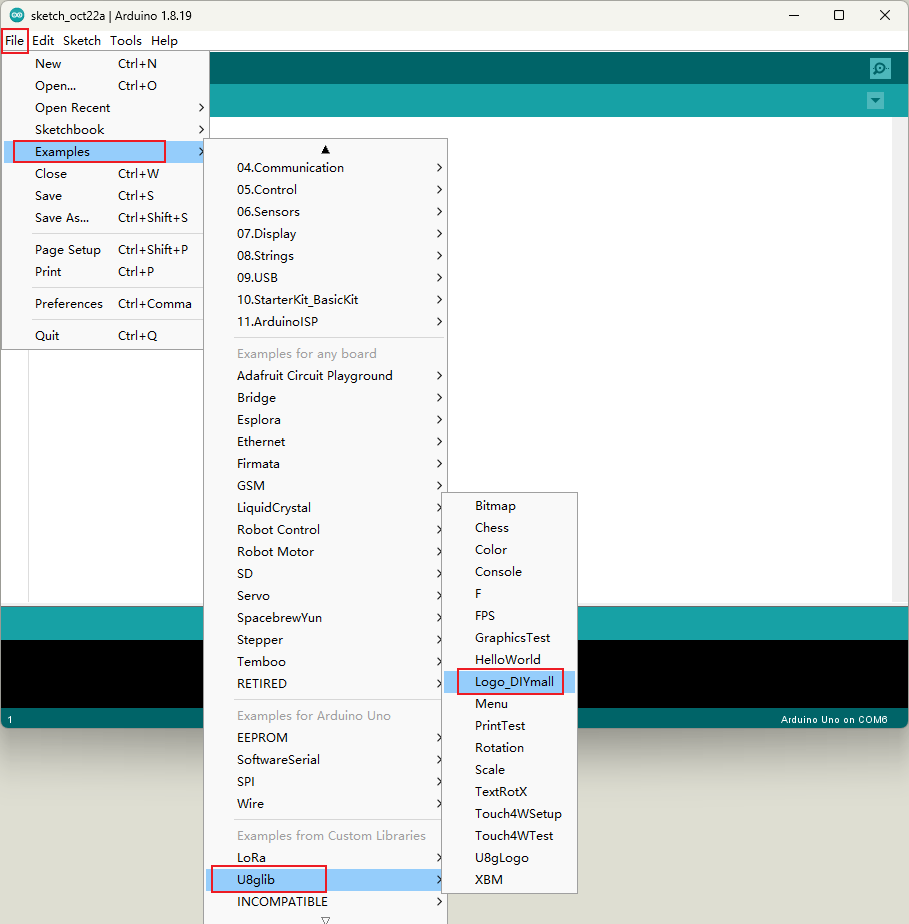 sketch_oct22a | Arduino 1.8.19
File Edit Sketch Tools Help
New Ctrl+N
Open... Ctrl+O
Open Recent
Sketchbook
Examples
Close Ctrl+W
Save Ctrl+S
Save As... Ctrl+Shift+S
Page Setup Ctrl+Shift+P
Print Ctrl+P
Preferences Ctrl+Comma
Quit Ctrl+Q
04.Communication
05.Control
06.Sensors
07.Display
08.Strings
09.USB
10.StarterKit_BasicKit
11.ArduinoISP
Examples for any board
Adafruit Circuit Playground
Bridge
Esplora
Ethernet
Firmata
GSM
LiquidCrystal
Robot Control
Robot Motor
SD
Servo
SpacebrewYun
Stepper
Temboo
RETIRED
Examples for Arduino Uno
EEPROM
SoftwareSerial
SPI
Wire
Examples from Custom Libraries
LoRa
U8glib
INCOMPATIBLE
Bitmap
Chess
Color
Console
F
FPS
GraphicsTest
HelloWorld
Logo_DIYmall
Menu
PrintTest
Rotation
Scale
TextRotX
Touch4WSetup
Touch4WTest
U8gLogo
XBM
1
Arduino Uno on COM6